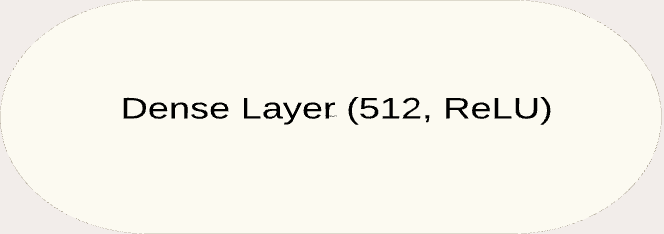 Dense Layer (512, ReLU)